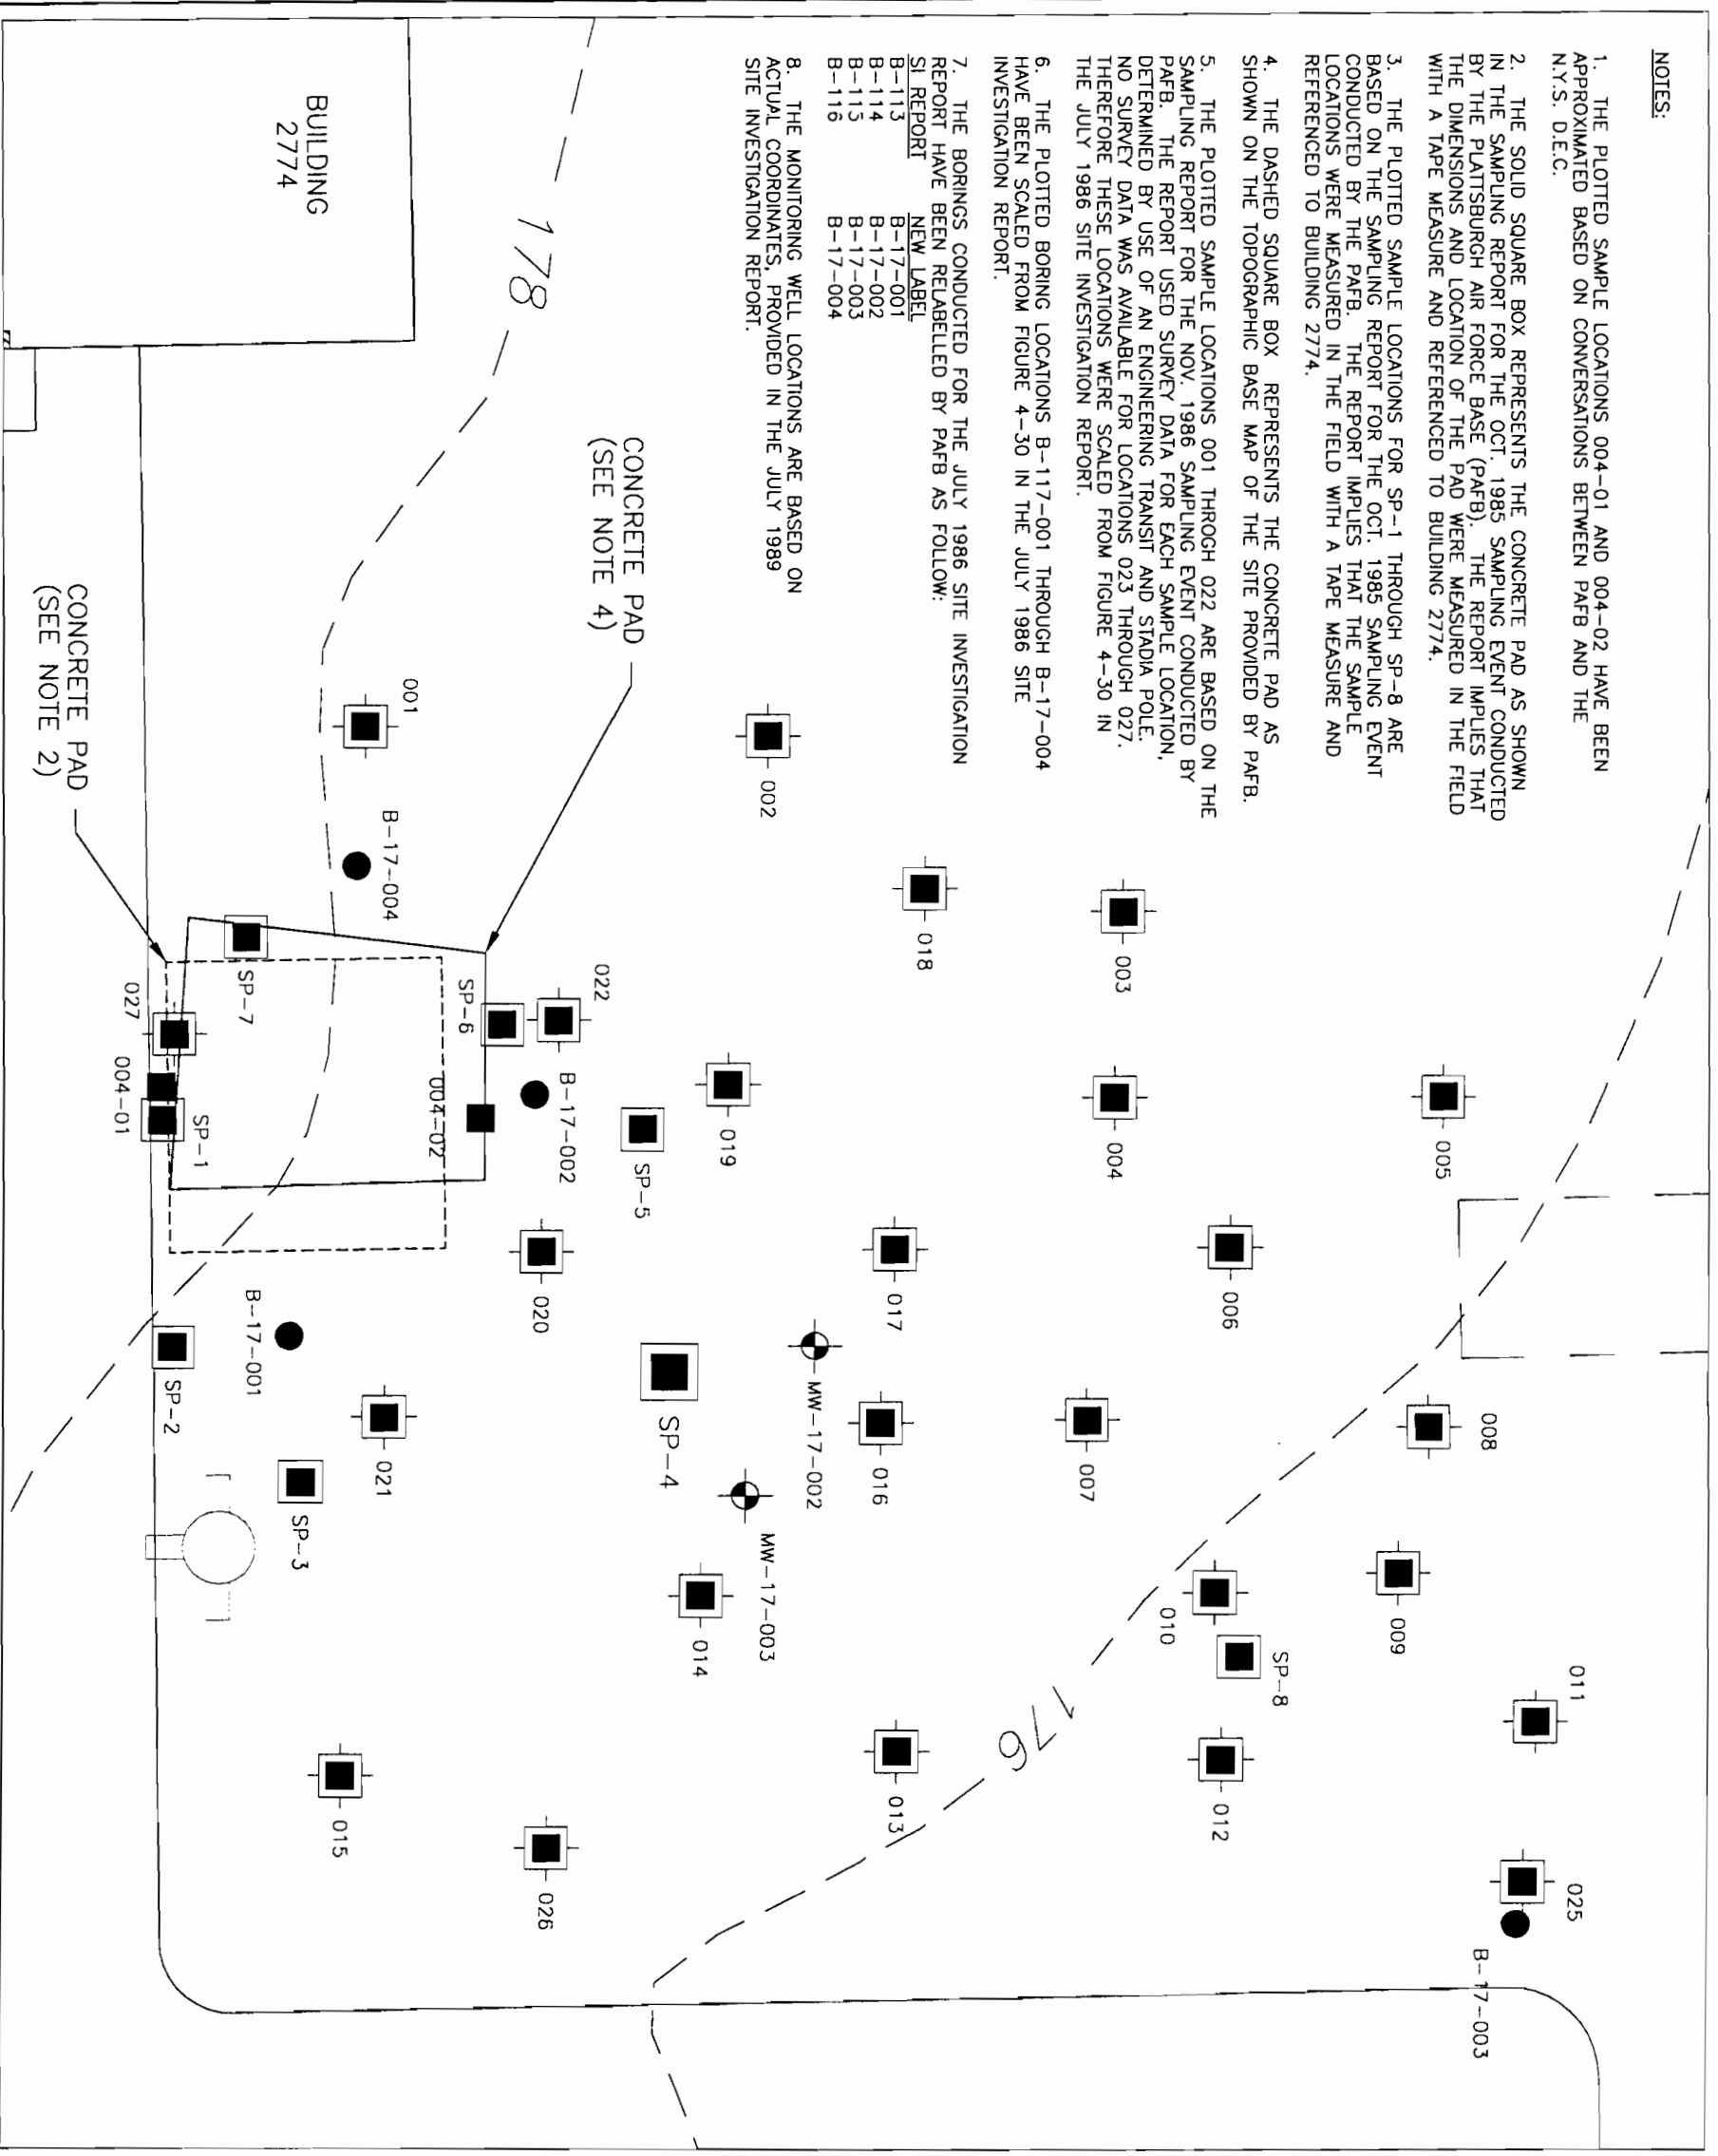 NOTES:
1. THE PLOTTED SAMPLE LOCATIONS 004-01 AND 004-02 HAVE BEEN
APPROXIMATED BASED ON CONVERSATIONS BETWEEN PAFB AND THE
N.Y.S. D.E.C.
2. THE SOLID SQUARE BOX REPRESENTS THE CONCRETE PAD AS SHOWN
IN THE SAMPLING REPORT FOR THE OCT. 1985 SAMPLING EVENT CONDUCTED
BY THE PLATTSBURGH AIR FORCE BASE (PAFB). THE REPORT IMPLIES THAT
THE DIMENSIONS AND LOCATION OF THE PAD WERE MEASURED IN THE FIELD
WITH A TAPE MEASURE AND REFERENCED TO BUILDING 2774.
3. THE PLOTTED SAMPLE LOCATIONS FOR SP-1 THROUGH SP-8 ARE
BASED ON THE SAMPLING REPORT FOR THE OCT. 1985 SAMPLING EVENT
CONDUCTED BY THE PAFB. THE REPORT IMPLIES THAT THE SAMPLE
LOCATIONS WERE MEASURED IN THE FIELD WITH A TAPE MEASURE AND
REFERENCED TO BUILDING 2774.
4. THE DASHED SQUARE BOX REPRESENTS THE CONCRETE PAD AS
SHOWN ON THE TOPOGRAPHIC BASE MAP OF THE SITE PROVIDED BY PAFB.
5. THE PLOTTED SAMPLE LOCATIONS 001 THROGH 022 ARE BASED ON THE
SAMPLING REPORT FOR THE NOV. 1986 SAMPLING EVENT CONDUCTED BY
PAFB. THE REPORT USED SURVEY DATA FOR EACH SAMPLE LOCATION,
DETERMINED BY USE OF AN ENGINEERING TRANSIT AND STADIA POLE.
NO SURVEY DATA WAS AVAILABLE FOR LOCATIONS 023 THROUGH 027.
THEREFORE THESE LOCATIONS WERE SCALED FROM FIGURE 4-30 IN
THE JULY 1986 SITE INVESTIGATION REPORT.
6. THE PLOTTED BORING LOCATIONS B-117-001 THROUGH B-17-004
HAVE BEEN SCALED FROM FIGURE 4-30 IN THE JULY 1986 SITE
INVESTIGATION REPORT.
7. THE BORINGS CONDUCTED FOR THE JULY 1986 SITE INVESTIGATION
REPORT HAVE BEEN RELABELLED BY PAFB AS FOLLOW:
SI REPORT NEW LABEL
B-113 B-17-001
B-114 B-17-002
B-115 B-17-003
B-116 B-17-004
8. THE MONITORING WELL LOCATIONS ARE BASED ON
ACTUAL COORDINATES, PROVIDED IN THE JULY 1989
SITE INVESTIGATION REPORT.
005
008
009
011
025
B-17-003
003
004
006
007
010
SP-8
012
176
018
017
016
013
002
019
MW-17-002
MW-17-003
014
SP-4
SP-5
CONCRETE PAD
(SEE NOTE 4)
022
B-17-002
020
026
178
SP-6
004-02
001
B-17-004
021
015
BUILDING
2774
SP-7
B-17-001
SP-3
SP-1
SP-2
027
004-01
CONCRETE PAD
(SEE NOTE 2)